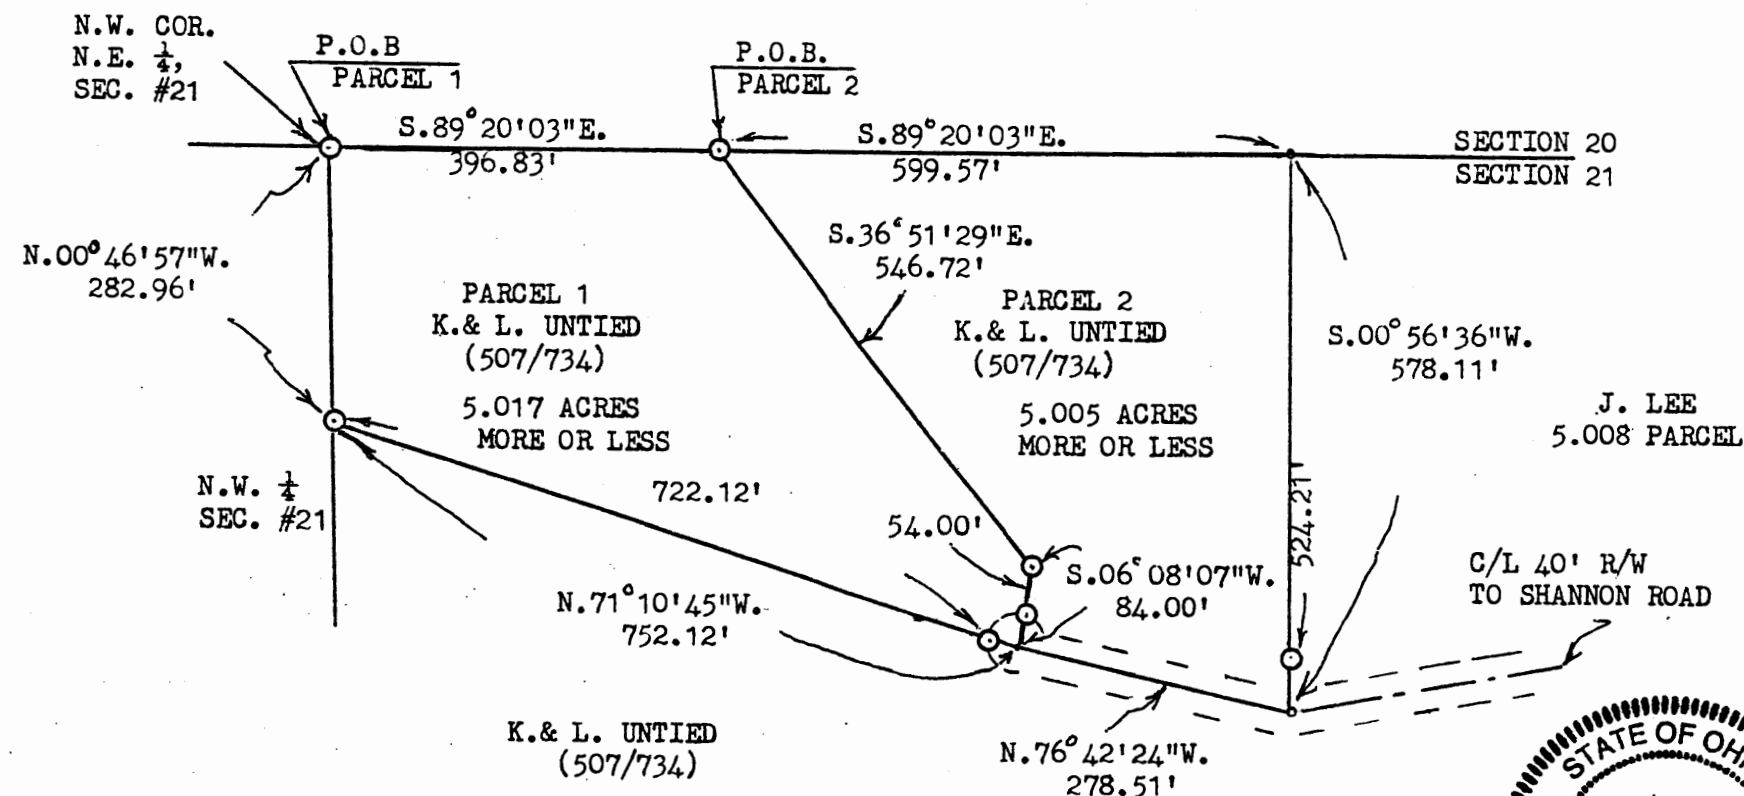 N.W. COR.
N.E. ¼,
SEC. #21
P.O.B
PARCEL 1
P.O.B.
PARCEL 2
S.89°20'03"E.
396.83'
S.89°20'03"E.
599.57'
SECTION 20
SECTION 21
N.00°46'57"W.
282.96'
S.36°51'29"E.
546.72'
PARCEL 1
K.& L. UNTIED
(507/734)
5.017 ACRES
MORE OR LESS
PARCEL 2
K.& L. UNTIED
(507/734)
5.005 ACRES
MORE OR LESS
S.00°56'36"W.
578.11'
J. LEE
5.008 PARCEL
N.W. ¼
SEC. #21
722.12'
54.00'
524.21'
S.06°08'07"W.
84.00'
C/L 40' R/W
TO SHANNON ROAD
N.71°10'45"W.
752.12'
K.& L. UNTIED
(507/734)
N.76°42'24"W.
278.51'
STATE OF OH